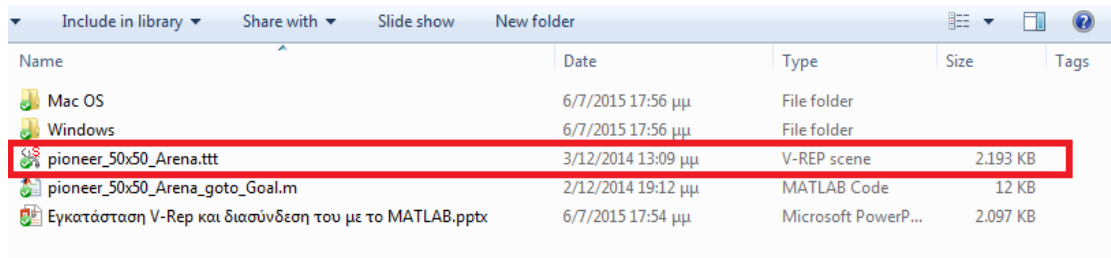 Include in library Share with Slide show New folder
Name Date Type Size Tags
Mac OS 6/7/2015 17:56 μμ File folder
Windows 6/7/2015 17:56 μμ File folder
pioneer_50x50_Arena.ttt 3/12/2014 13:09 μμ V-REP scene 2.193 KB
pioneer_50x50_Arena_goto_Goal.m 2/12/2014 19:12 μμ MATLAB Code 12 KB
Εγκατάσταση V-Rep και διασύνδεση του με το MATLAB.pptx 6/7/2015 17:54 μμ Microsoft PowerP... 2.097 KB